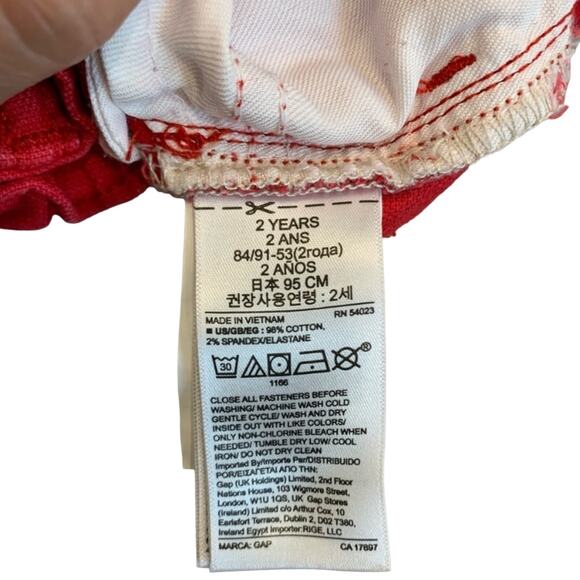 2 YEARS
2 ANS
84/91-53(2года)
2 AÑOS
日本 95 CM
권장사용연령 : 2세
MADE IN VIETNAM RN 54023
■ US/GB/EG : 98% COTTON,
2% SPANDEX/ELASTANE
30
®
1166
CLOSE ALL FASTENERS BEFORE
WASHING/ MACHINE WASH COLD
GENTLE CYCLE/ WASH AND DRY
INSIDE OUT WITH LIKE COLORS/
ONLY NON-CHLORINE BLEACH WHEN
NEEDED/ TUMBLE DRY LOW/ COOL
IRON/ DO NOT DRY CLEAN
Imported By/Importe Par/DISTRIBUIDO
POR/ΕΙΣΑΓΕΤΑΙ ΑΠΟ ΤΗΝ:
Gap (UK Holdings) Limited, 2nd Floor
Nations House, 103 Wigmore Street,
London, W1U 1QS, UK Gap Stores
(Ireland) Limited c/o Arthur Cox, 10
Earlsfort Terrace, Dublin 2, D02 T380,
Ireland Egypt Importer:RIGE, LLC
MARCA: GAP CA 17897